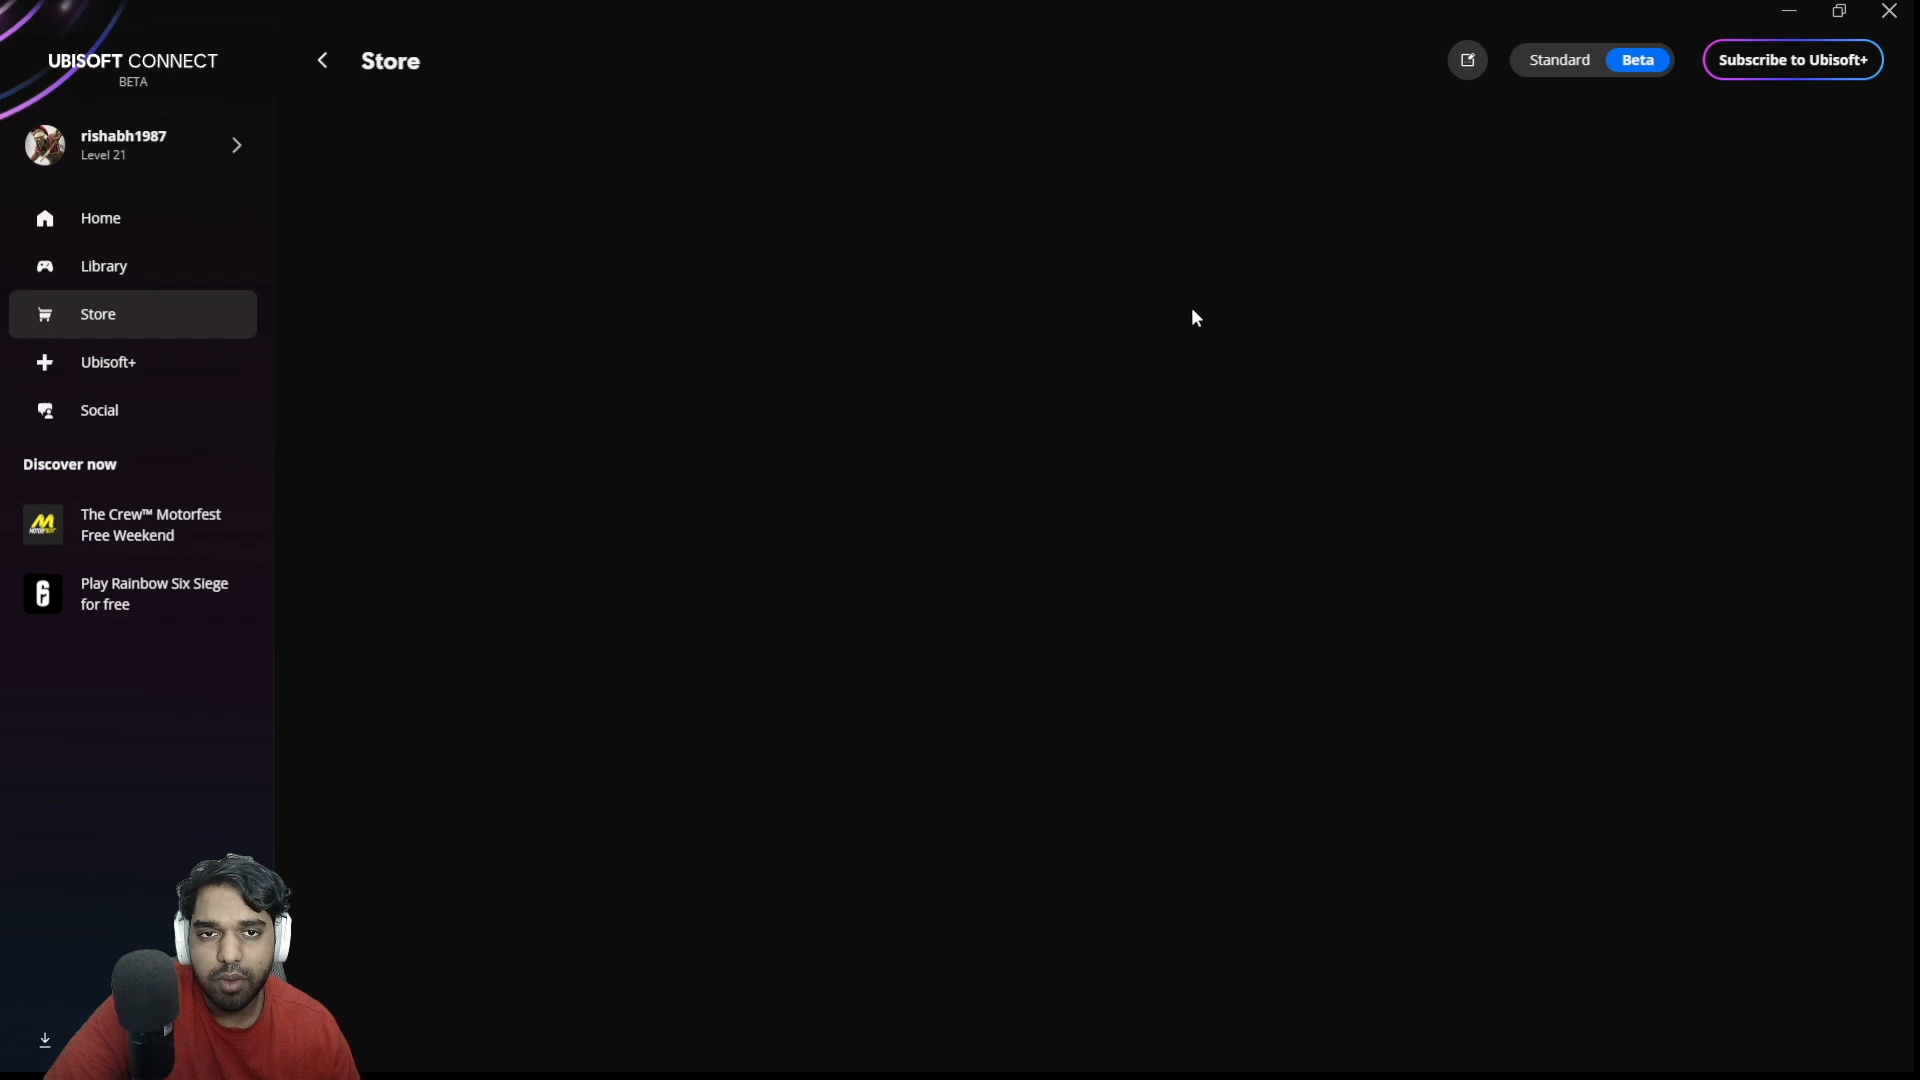 UBISOFT CONNECT
BETA
Store
Standard
Beta
Subscribe to Ubisoft+
rishabh1987
Level 21
Home
Library
Store
Ubisoft+
Social
Discover now
The Crew™ Motorfest
Free Weekend
Play Rainbow Six Siege
for free